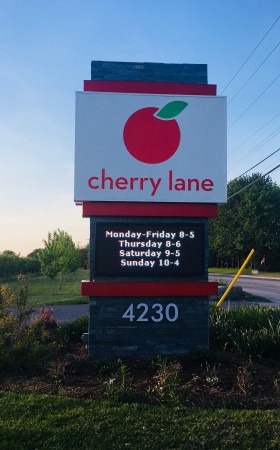 cherry lane
Monday-Friday 8-5
Thursday 8-6
Saturday 9-5
Sunday 10-4
4230